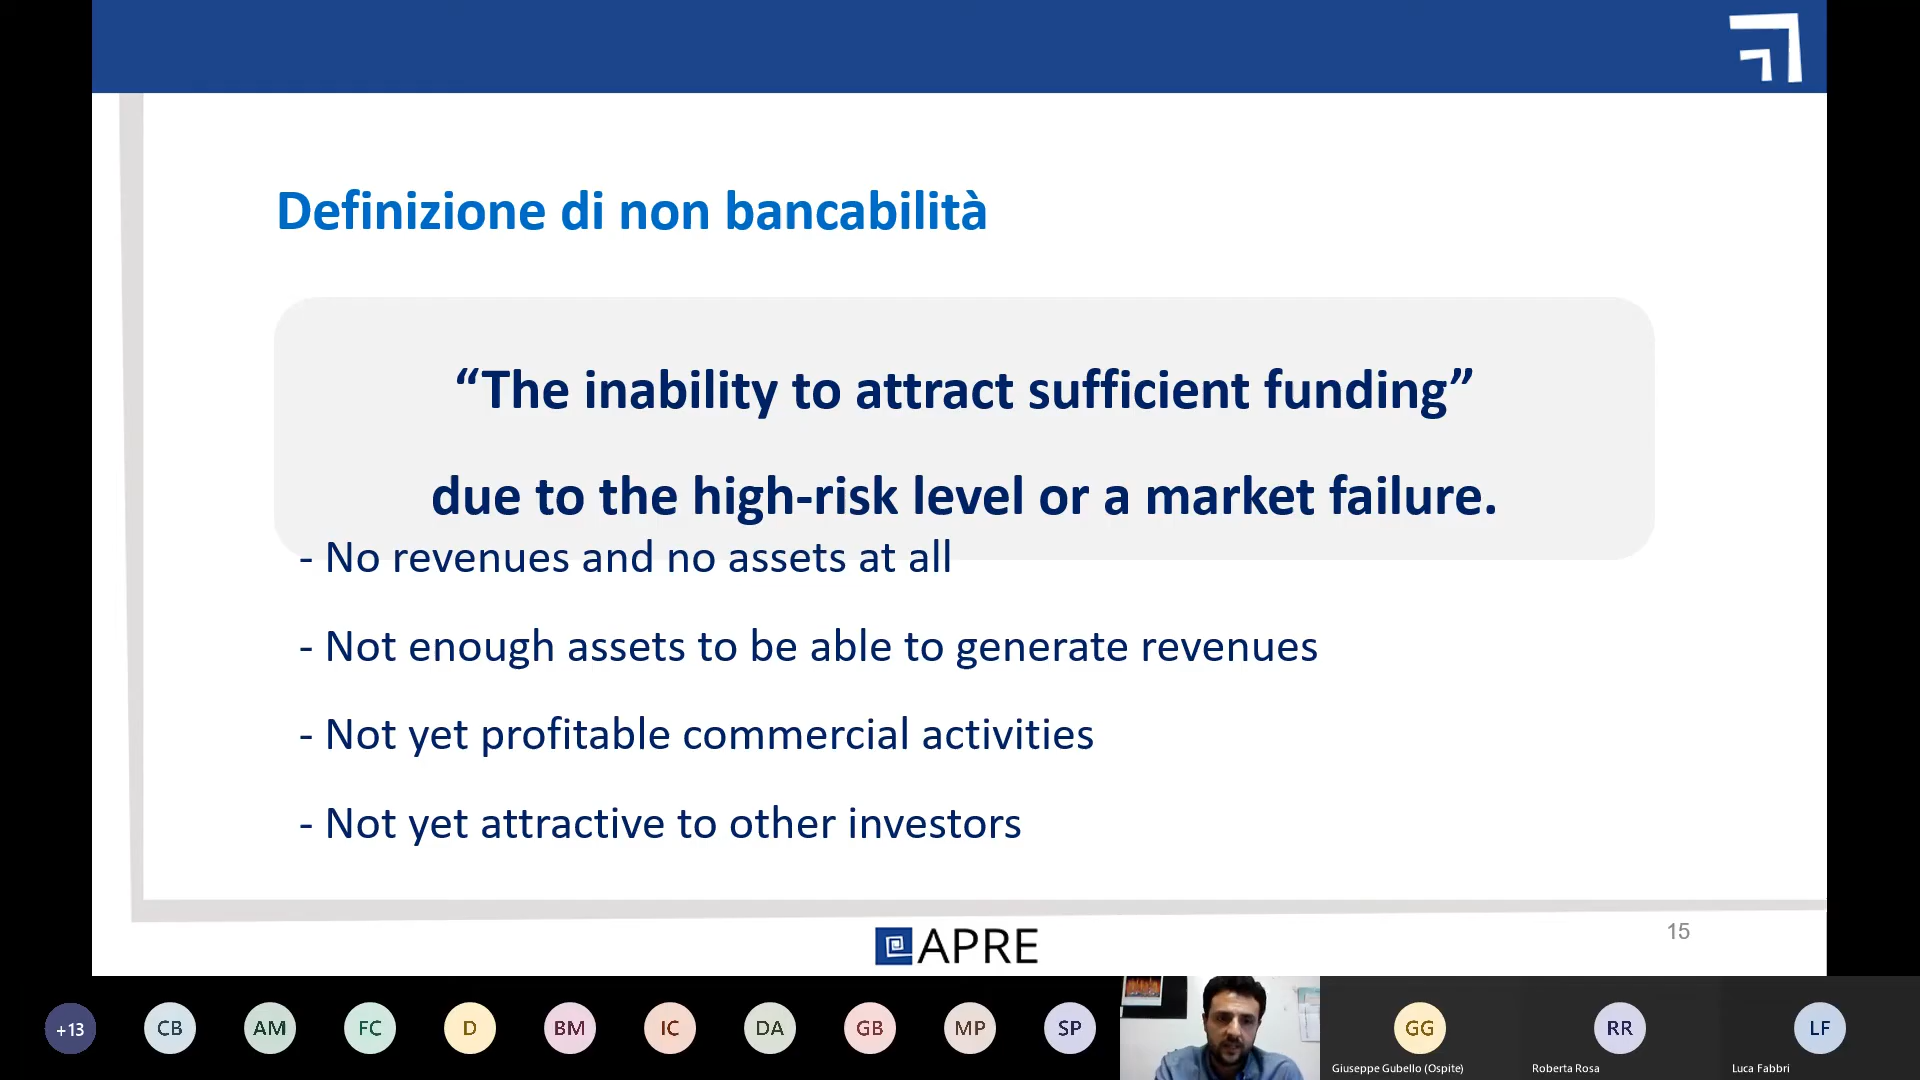 Definizione di non bancabilità
“The inability to attract sufficient funding”
due to the high-risk level or a market failure.
- No revenues and no assets at all
- Not enough assets to be able to generate revenues
- Not yet profitable commercial activities
- Not yet attractive to other investors
APRE
15
+13
CB
AM
FC
D
BM
IC
DA
GB
MP
SP
GG
RR
LF
Giuseppe Gubello (Ospite)
Roberta Rosa
Luca Fabbri